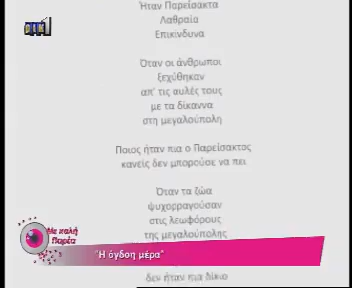 Ήταν Παρείσακτα
Λαθραία
Επικίνδυνα
Όταν οι άνθρωποι
ξεχύθηκαν
απ' τις αυλές τους
με τα δίκαννα
στη μεγαλούπολη
Ποιος ήταν πια ο Παρείσακτος
κανείς δεν μπορούσε να πει
Όταν τα ζώα
ψυχορραγούσαν
στις λεωφόρους
της μεγαλούπολης
Με καλή
Παρέα
"Η όγδοη μέρα"
δεν ήταν πια δίκιο